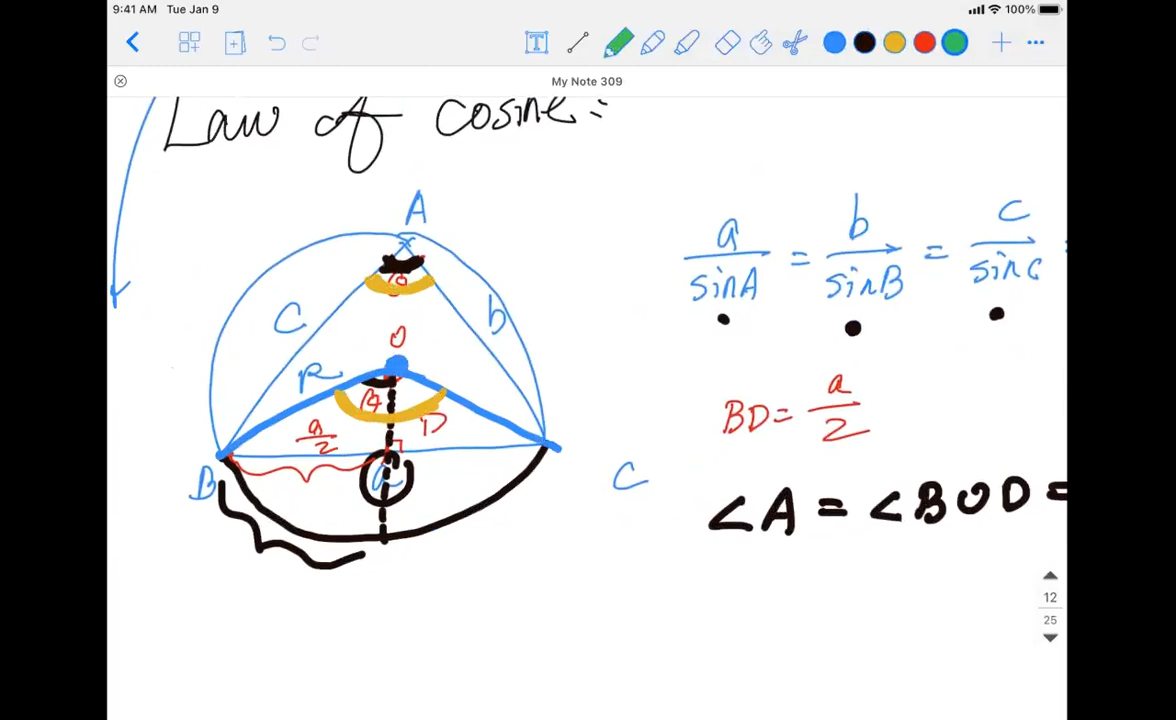 9:41 AM Tue Jan 9
100%
T
My Note 309
Law of cosine:
A
c
b
O
R
a/2
D
B
a
C
a/sinA = b/sinB = c/sinC =
BD = a/2
∠A = ∠BOD =
12
25